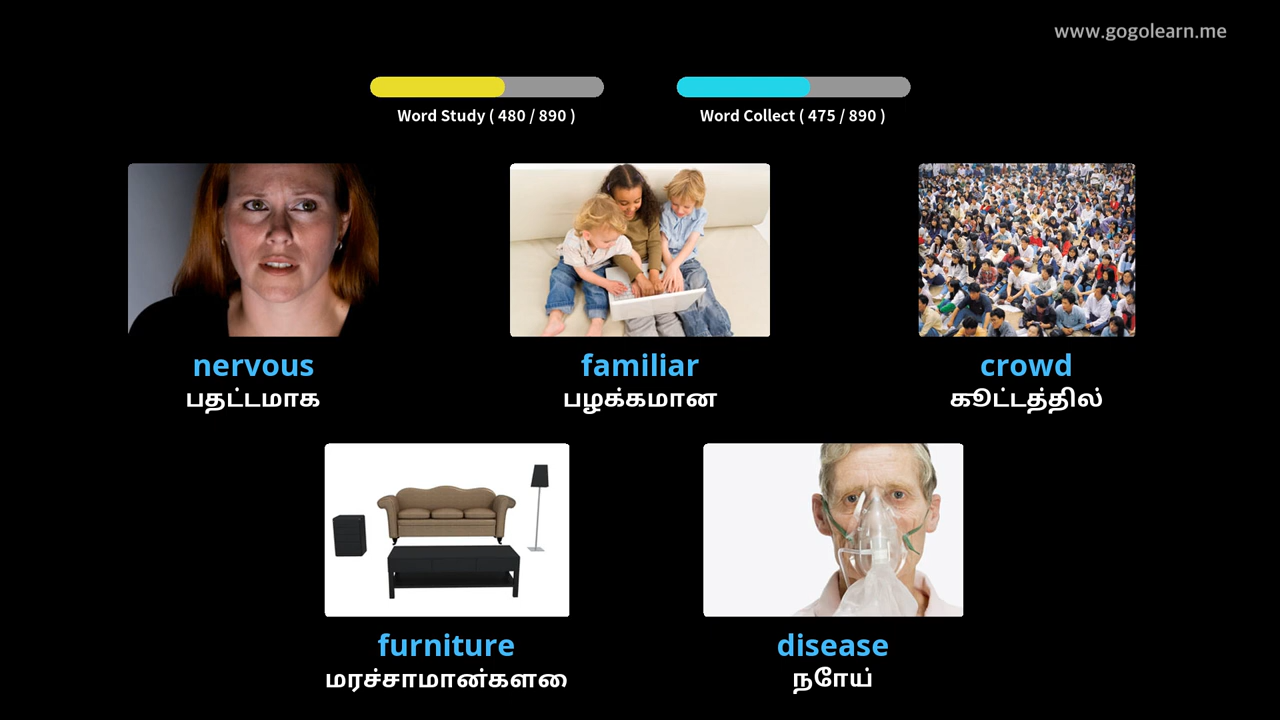 www.gogolearn.me
Word Study ( 480 / 890 )
Word Collect ( 475 / 890 )
nervous
பதட்டமாக
familiar
பழக்கமான
crowd
கூட்டத்தில்
furniture
மரச்சாமான்களை
disease
நோய்